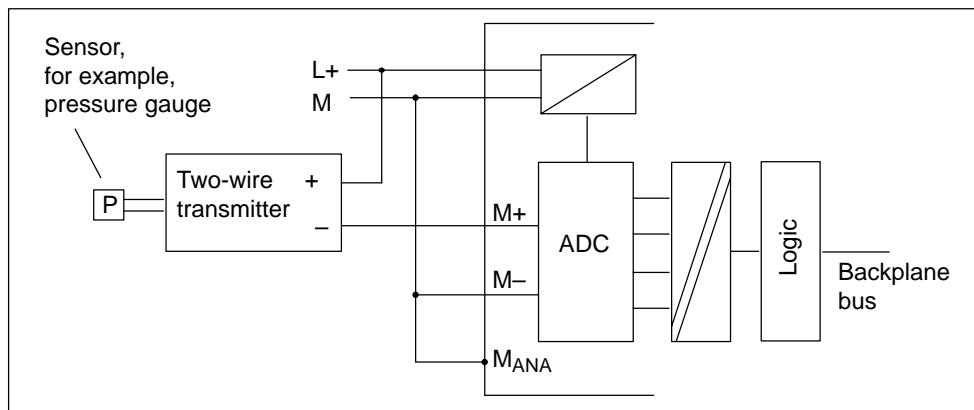 Sensor,
for example,
pressure gauge
L+
M
P
Two-wire +
transmitter
–
M+
ADC
M–
MANA
Logic
Backplane
bus